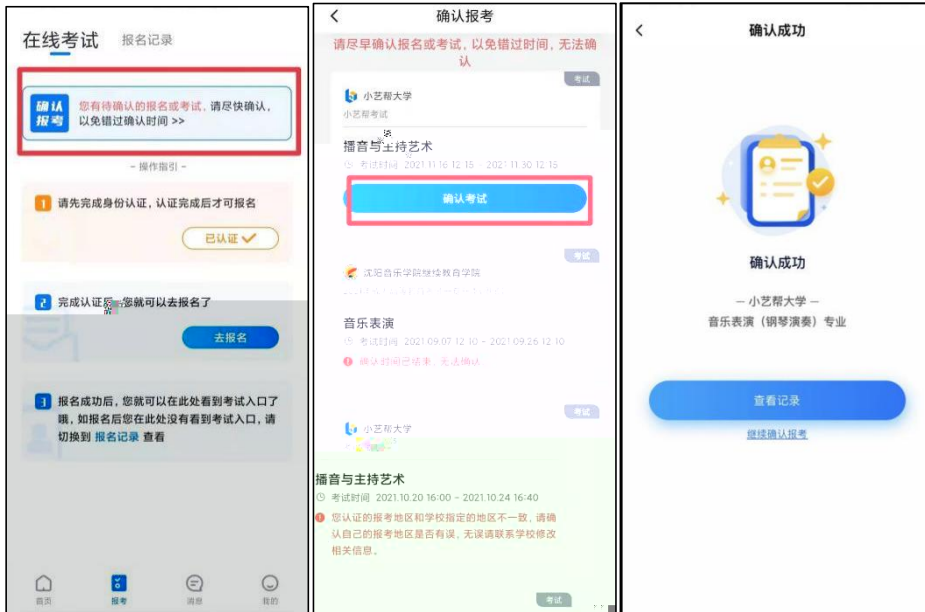 在线考试 报名记录
确认
报考
您有待确认的报名或考试，请尽快确认，
以免错过确认时间 >>
- 操作指引 -
1 请先完成身份认证，认证完成后才可报名
已认证
2 完成认证后 您就可以去报名了
去报名
3 报名成功后，您就可以在此处看到考试入口了
哦，如报名后您在此处没有看到考试入口，请
切换到 报名记录 查看
首页 报考 消息 我的
确认报考
请尽早确认报名或考试，以免错过时间，无法确
认
考试
小艺帮大学
小艺帮考试
播音与主持艺术
考试时间 2021.11.16 12:15 - 2021.11.30 12:15
确认考试
考试
沈阳音乐学院继续教育学院
音乐表演
考试时间 2021.09.07 12:10 - 2021.09.26 12:10
确认时间已结束，无法确认
考试
小艺帮大学
播音与主持艺术
考试时间 2021.10.20 16:00 - 2021.10.24 16:40
您认证的报考地区和学校指定的地区不一致，请确
认自己的报考地区是否有误，无误请联系学校修改
相关信息。
考试
确认成功
确认成功
— 小艺帮大学 —
音乐表演（钢琴演奏）专业
查看记录
继续确认报考